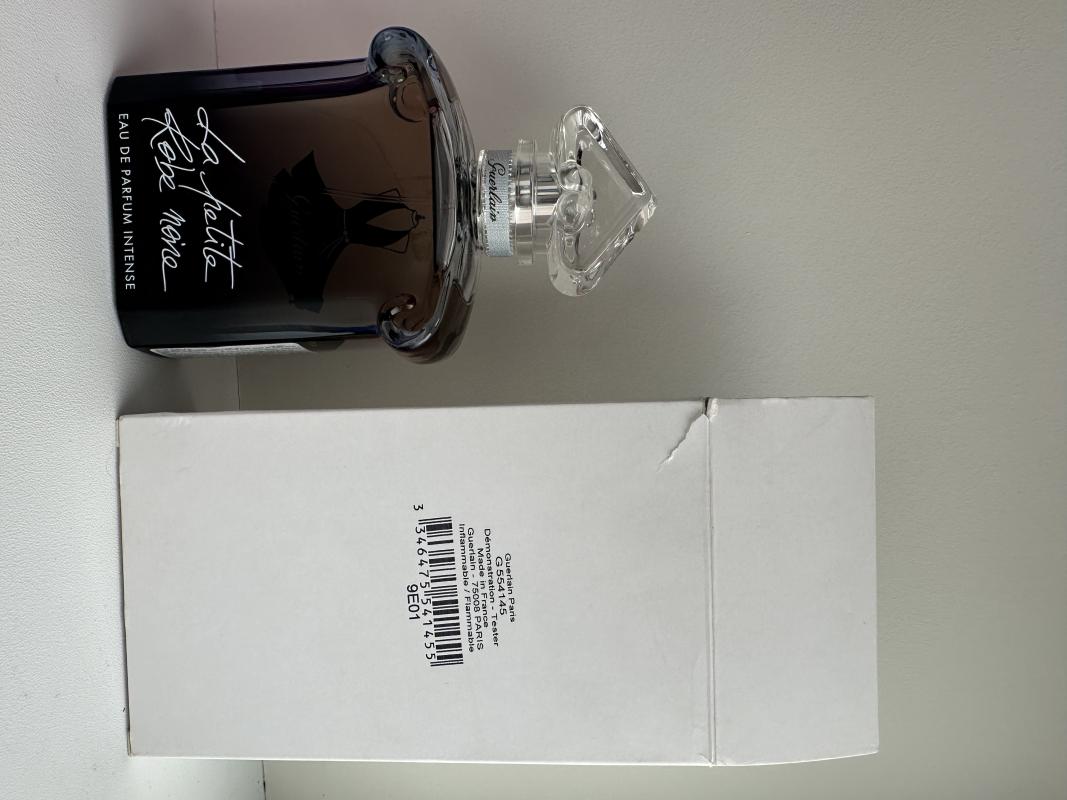 Guerlain
Guerlain
La petite
Robe noire
EAU DE PARFUM INTENSE
Guerlain Paris
G554145
Démonstration - Tester
Made in France
Guerlain - 75008 PARIS
Inflammable / Flammable
3 346475 541455
9E01